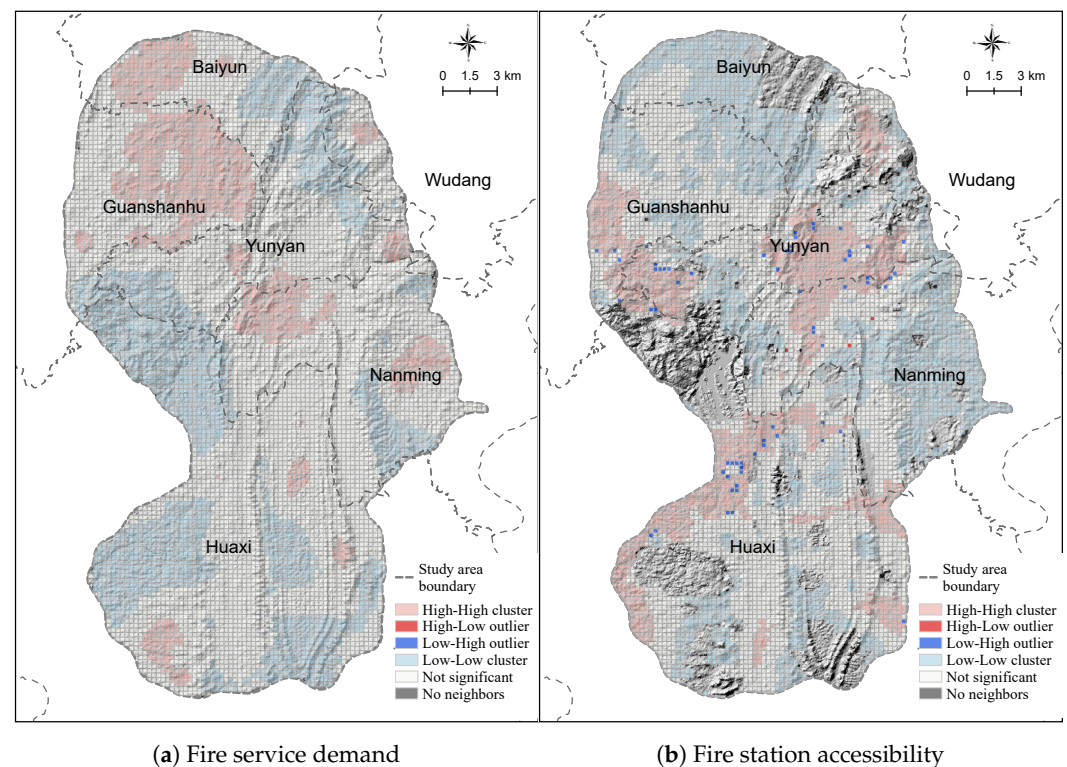 Baiyun
0 1.5 3 km
Wudang
Guanshanhu
Yunyan
Nanming
Huaxi
Study area
boundary
High-High cluster
High-Low outlier
Low-High outlier
Low-Low cluster
Not significant
No neighbors
(a) Fire service demand
Baiyun
0 1.5 3 km
Wudang
Guanshanhu
Yunyan
Nanming
Huaxi
Study area
boundary
High-High cluster
High-Low outlier
Low-High outlier
Low-Low cluster
Not significant
No neighbors
(b) Fire station accessibility